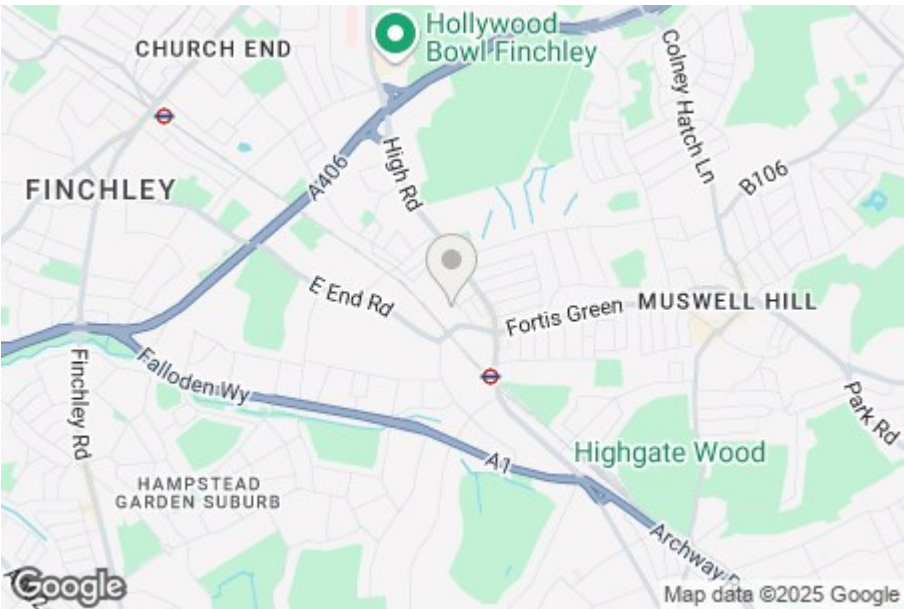 Hollywood
Bowl Finchley
CHURCH END
Colney Hatch Ln
A406
High Rd
B106
FINCHLEY
E End Rd
Fortis Green
MUSWELL HILL
Falloden Wy
Finchley Rd
Park Rd
Highgate Wood
A1
HAMPSTEAD
GARDEN SUBURB
Archway
Google
Map data ©2025 Google